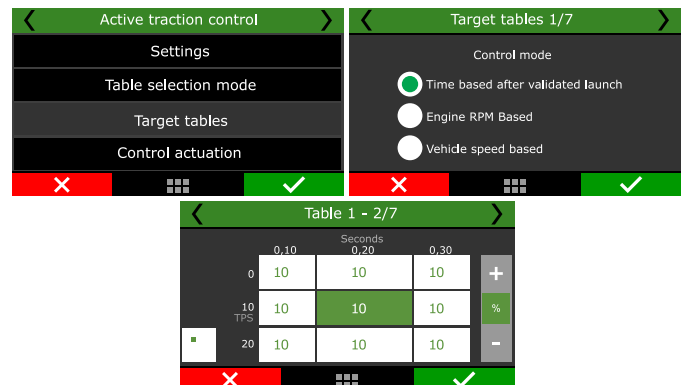 Active traction control
Settings
Table selection mode
Target tables
Control actuation
Target tables 1/7
Control mode
Time based after validated launch
Engine RPM Based
Vehicle speed based
Table 1 - 2/7
Seconds
0,10 0,20 0,30
0 10 10 10 +
10 10 10 10 %
TPS
20 10 10 10 -